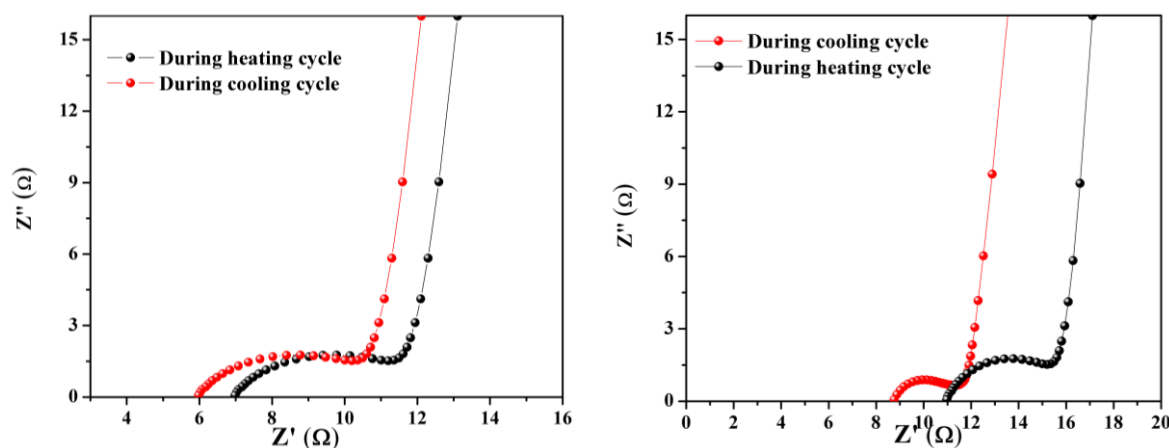 15
12
9
6
3
0
Z" (Ω)
During heating cycle
During cooling cycle
4 6 8 10 12 14 16
Z' (Ω)
15
12
9
6
3
0
Z" (Ω)
During cooling cycle
During heating cycle
0 2 4 6 8 10 12 14 16 18 20
Z' (Ω)